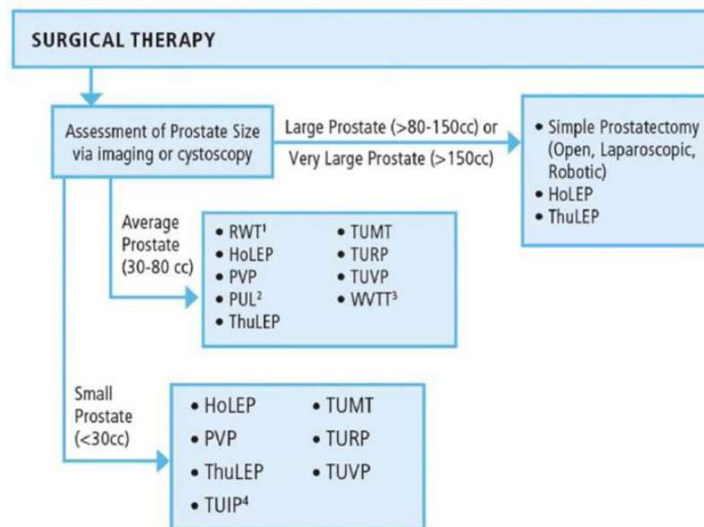 SURGICAL THERAPY
Assessment of Prostate Size
via imaging or cystoscopy
Large Prostate (>80-150cc) or
Very Large Prostate (>150cc)
• Simple Prostatectomy
(Open, Laparoscopic,
Robotic)
• HoLEP
• ThuLEP
Average
Prostate
(30-80 cc)
• RWT¹
• HoLEP
• PVP
• PUL²
• ThuLEP
• TUMT
• TURP
• TUVP
• WVTT³
Small
Prostate
(<30cc)
• HoLEP
• PVP
• ThuLEP
• TUIP⁴
• TUMT
• TURP
• TUVP